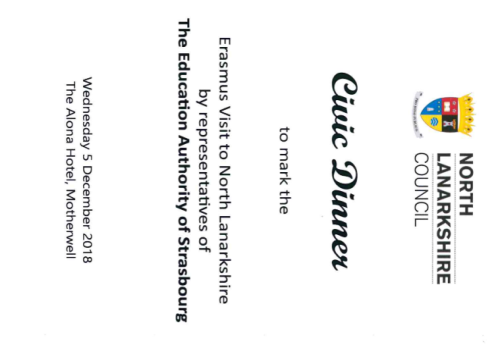 NORTH
LANARKSHIRE
COUNCIL
Civic Dinner
to mark the
Erasmus Visit to North Lanarkshire
by representatives of
The Education Authority of Strasbourg
Wednesday 5 December 2018
The Alona Hotel, Motherwell